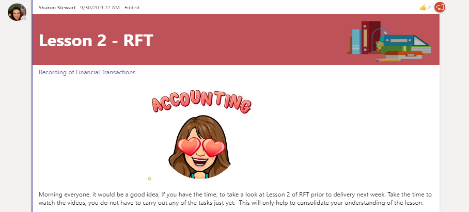 Sharon Stewart
Edited
2
Lesson 2 - RFT
Recording of Financial Transactions
ACCOUNTING
Morning everyone, it would be a good idea, if you have the time, to take a look at Lesson 2 of RFT prior to delivery next week. Take the time to
watch the videos, you do not have to carry out any of the tasks just yet. This will only help to consolidate your understanding of the lesson.